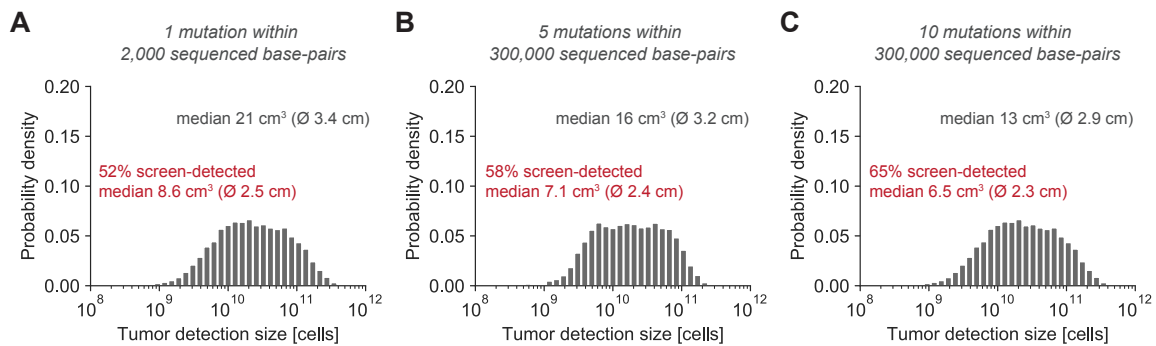 A
1 mutation within
2,000 sequenced base-pairs
Probability density
0.20
0.15
0.10
0.05
0.00
median 21 cm³ (Ø 3.4 cm)
52% screen-detected
median 8.6 cm³ (Ø 2.5 cm)
10⁸ 10⁹ 10¹⁰ 10¹¹ 10¹²
Tumor detection size [cells]
B
5 mutations within
300,000 sequenced base-pairs
Probability density
0.20
0.15
0.10
0.05
0.00
median 16 cm³ (Ø 3.2 cm)
58% screen-detected
median 7.1 cm³ (Ø 2.4 cm)
10⁸ 10⁹ 10¹⁰ 10¹¹ 10¹²
Tumor detection size [cells]
C
10 mutations within
300,000 sequenced base-pairs
Probability density
0.20
0.15
0.10
0.05
0.00
median 13 cm³ (Ø 2.9 cm)
65% screen-detected
median 6.5 cm³ (Ø 2.3 cm)
10⁸ 10⁹ 10¹⁰ 10¹¹ 10¹²
Tumor detection size [cells]